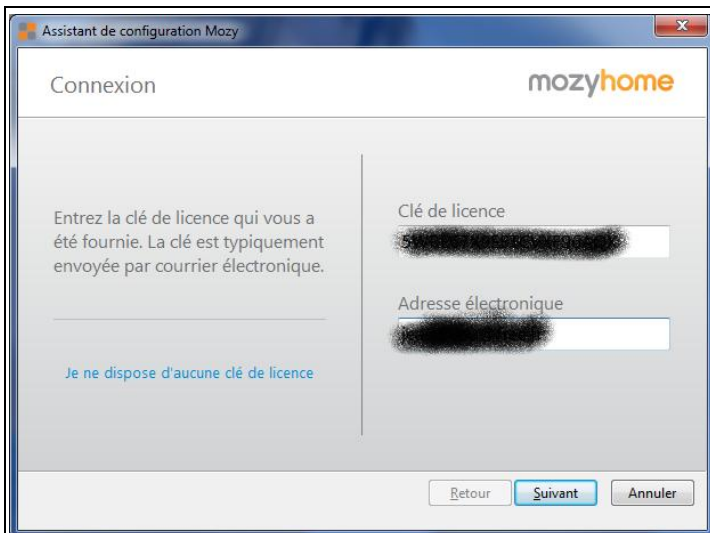 Assistant de configuration Mozy
Connexion
mozyhome
Entrez la clé de licence qui vous a
été fournie. La clé est typiquement
envoyée par courrier électronique.
Je ne dispose d'aucune clé de licence
Clé de licence
Adresse électronique
Retour
Suivant
Annuler